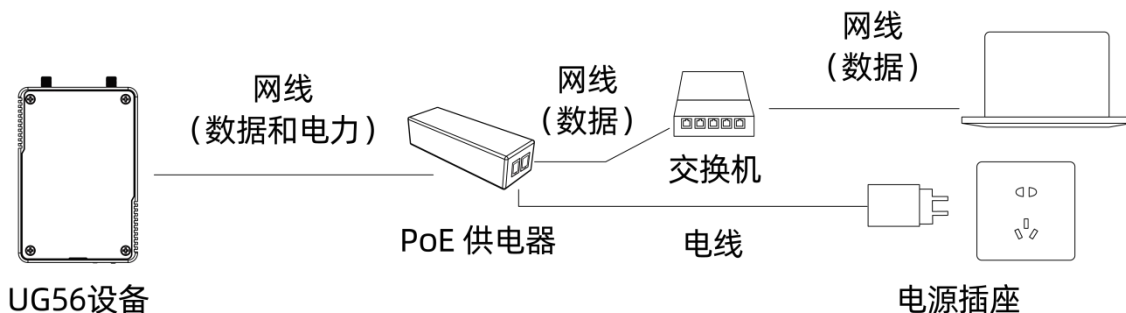 网线
（数据）
网线
（数据和电力）
网线
（数据）
交换机
PoE 供电器
电线
UG56设备
电源插座